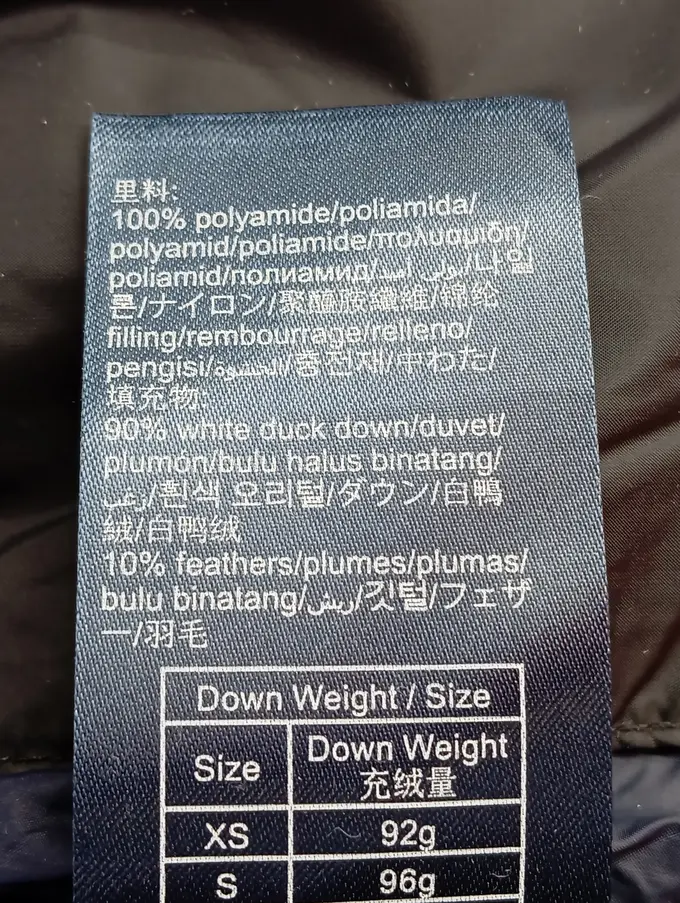 里料:
100% polyamide/poliamida/
polyamid/poliamide/πολυαμιδη/
poliamid/полиамид/بولي أمید/나일
론/ナイロン/聚醯胺纖維/锦纶
filling/rembourrage/relleno/
pengisi/الحشوة/충전재/中わた/
填充物:
90% white duck down/duvet/
plumón/bulu halus binatang/
زغب/흰색 오리털/ダウン/白鴨
絨/白鸭绒
10% feathers/plumes/plumas/
bulu binatang/ريش/깃털/フェザ
ー/羽毛
Down Weight / Size
Size Down Weight
充绒量
XS 92g
S 96g